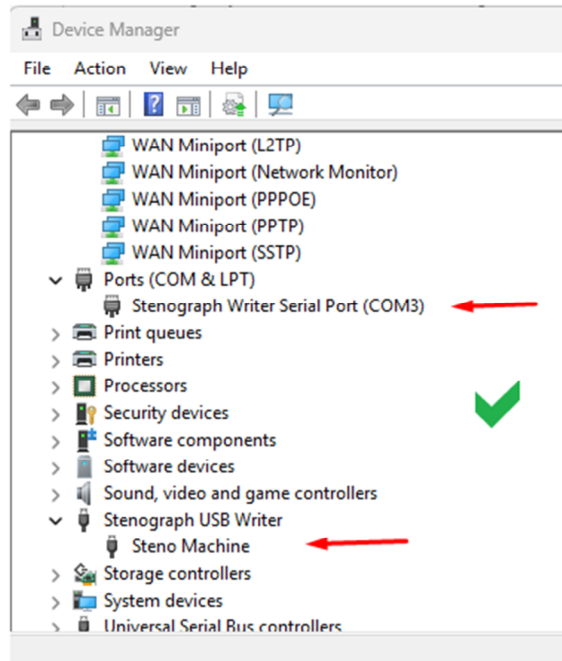 Device Manager
File Action View Help
WAN Miniport (L2TP)
WAN Miniport (Network Monitor)
WAN Miniport (PPPOE)
WAN Miniport (PPTP)
WAN Miniport (SSTP)
Ports (COM & LPT)
Stenograph Writer Serial Port (COM3)
Print queues
Printers
Processors
Security devices
Software components
Software devices
Sound, video and game controllers
Stenograph USB Writer
Steno Machine
Storage controllers
System devices
Universal Serial Bus controllers